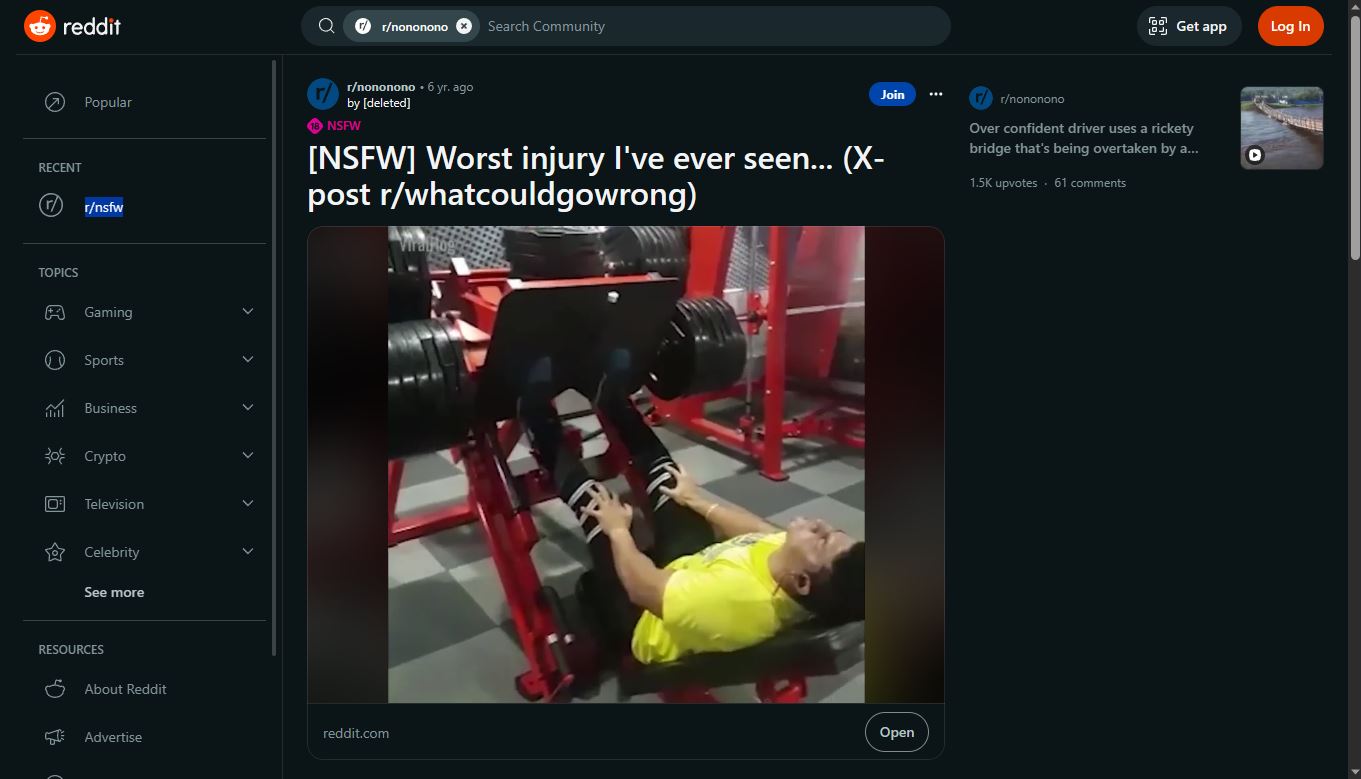 reddit
r/nononono
Search Community
Get app
Log In
Popular
RECENT
r/nsfw
TOPICS
Gaming
Sports
Business
Crypto
Television
Celebrity
See more
RESOURCES
About Reddit
Advertise
r/nononono • 6 yr. ago
by [deleted]
Join
18 NSFW
[NSFW] Worst injury I've ever seen... (X-
post r/whatcouldgowrong)
ViralHog
reddit.com
Open
r/nononono
Over confident driver uses a rickety
bridge that's being overtaken by a...
1.5K upvotes · 61 comments